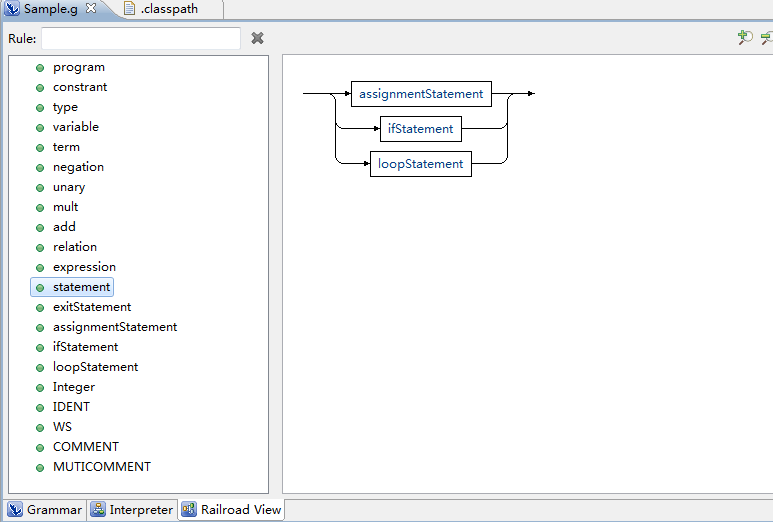 Sample.g
.classpath
Rule:
program
constrant
type
variable
term
negation
unary
mult
add
relation
expression
statement
exitStatement
assignmentStatement
ifStatement
loopStatement
Integer
IDENT
WS
COMMENT
MUTICOMMENT
assignmentStatement
ifStatement
loopStatement
Grammar
Interpreter
Railroad View